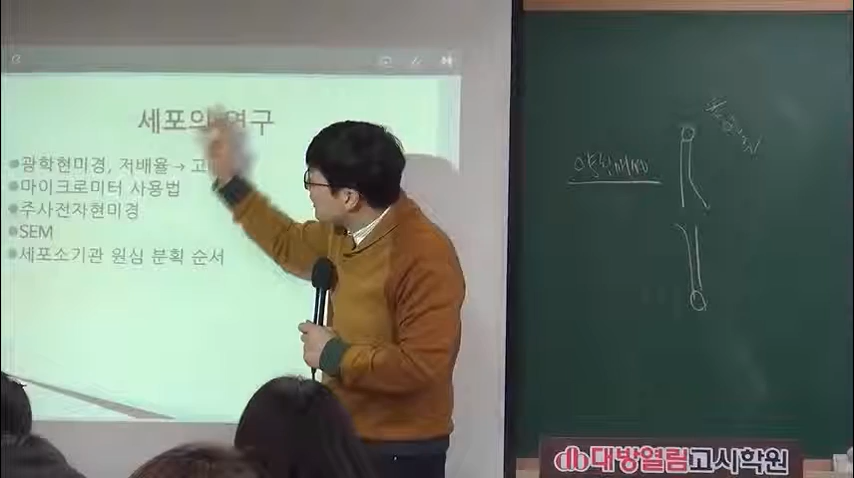 세포의 연구
●광학현미경, 저배율 → 고
●마이크로미터 사용법
●주사전자현미경
●SEM
●세포소기관 원심 분획 순서
대방열림고시학원